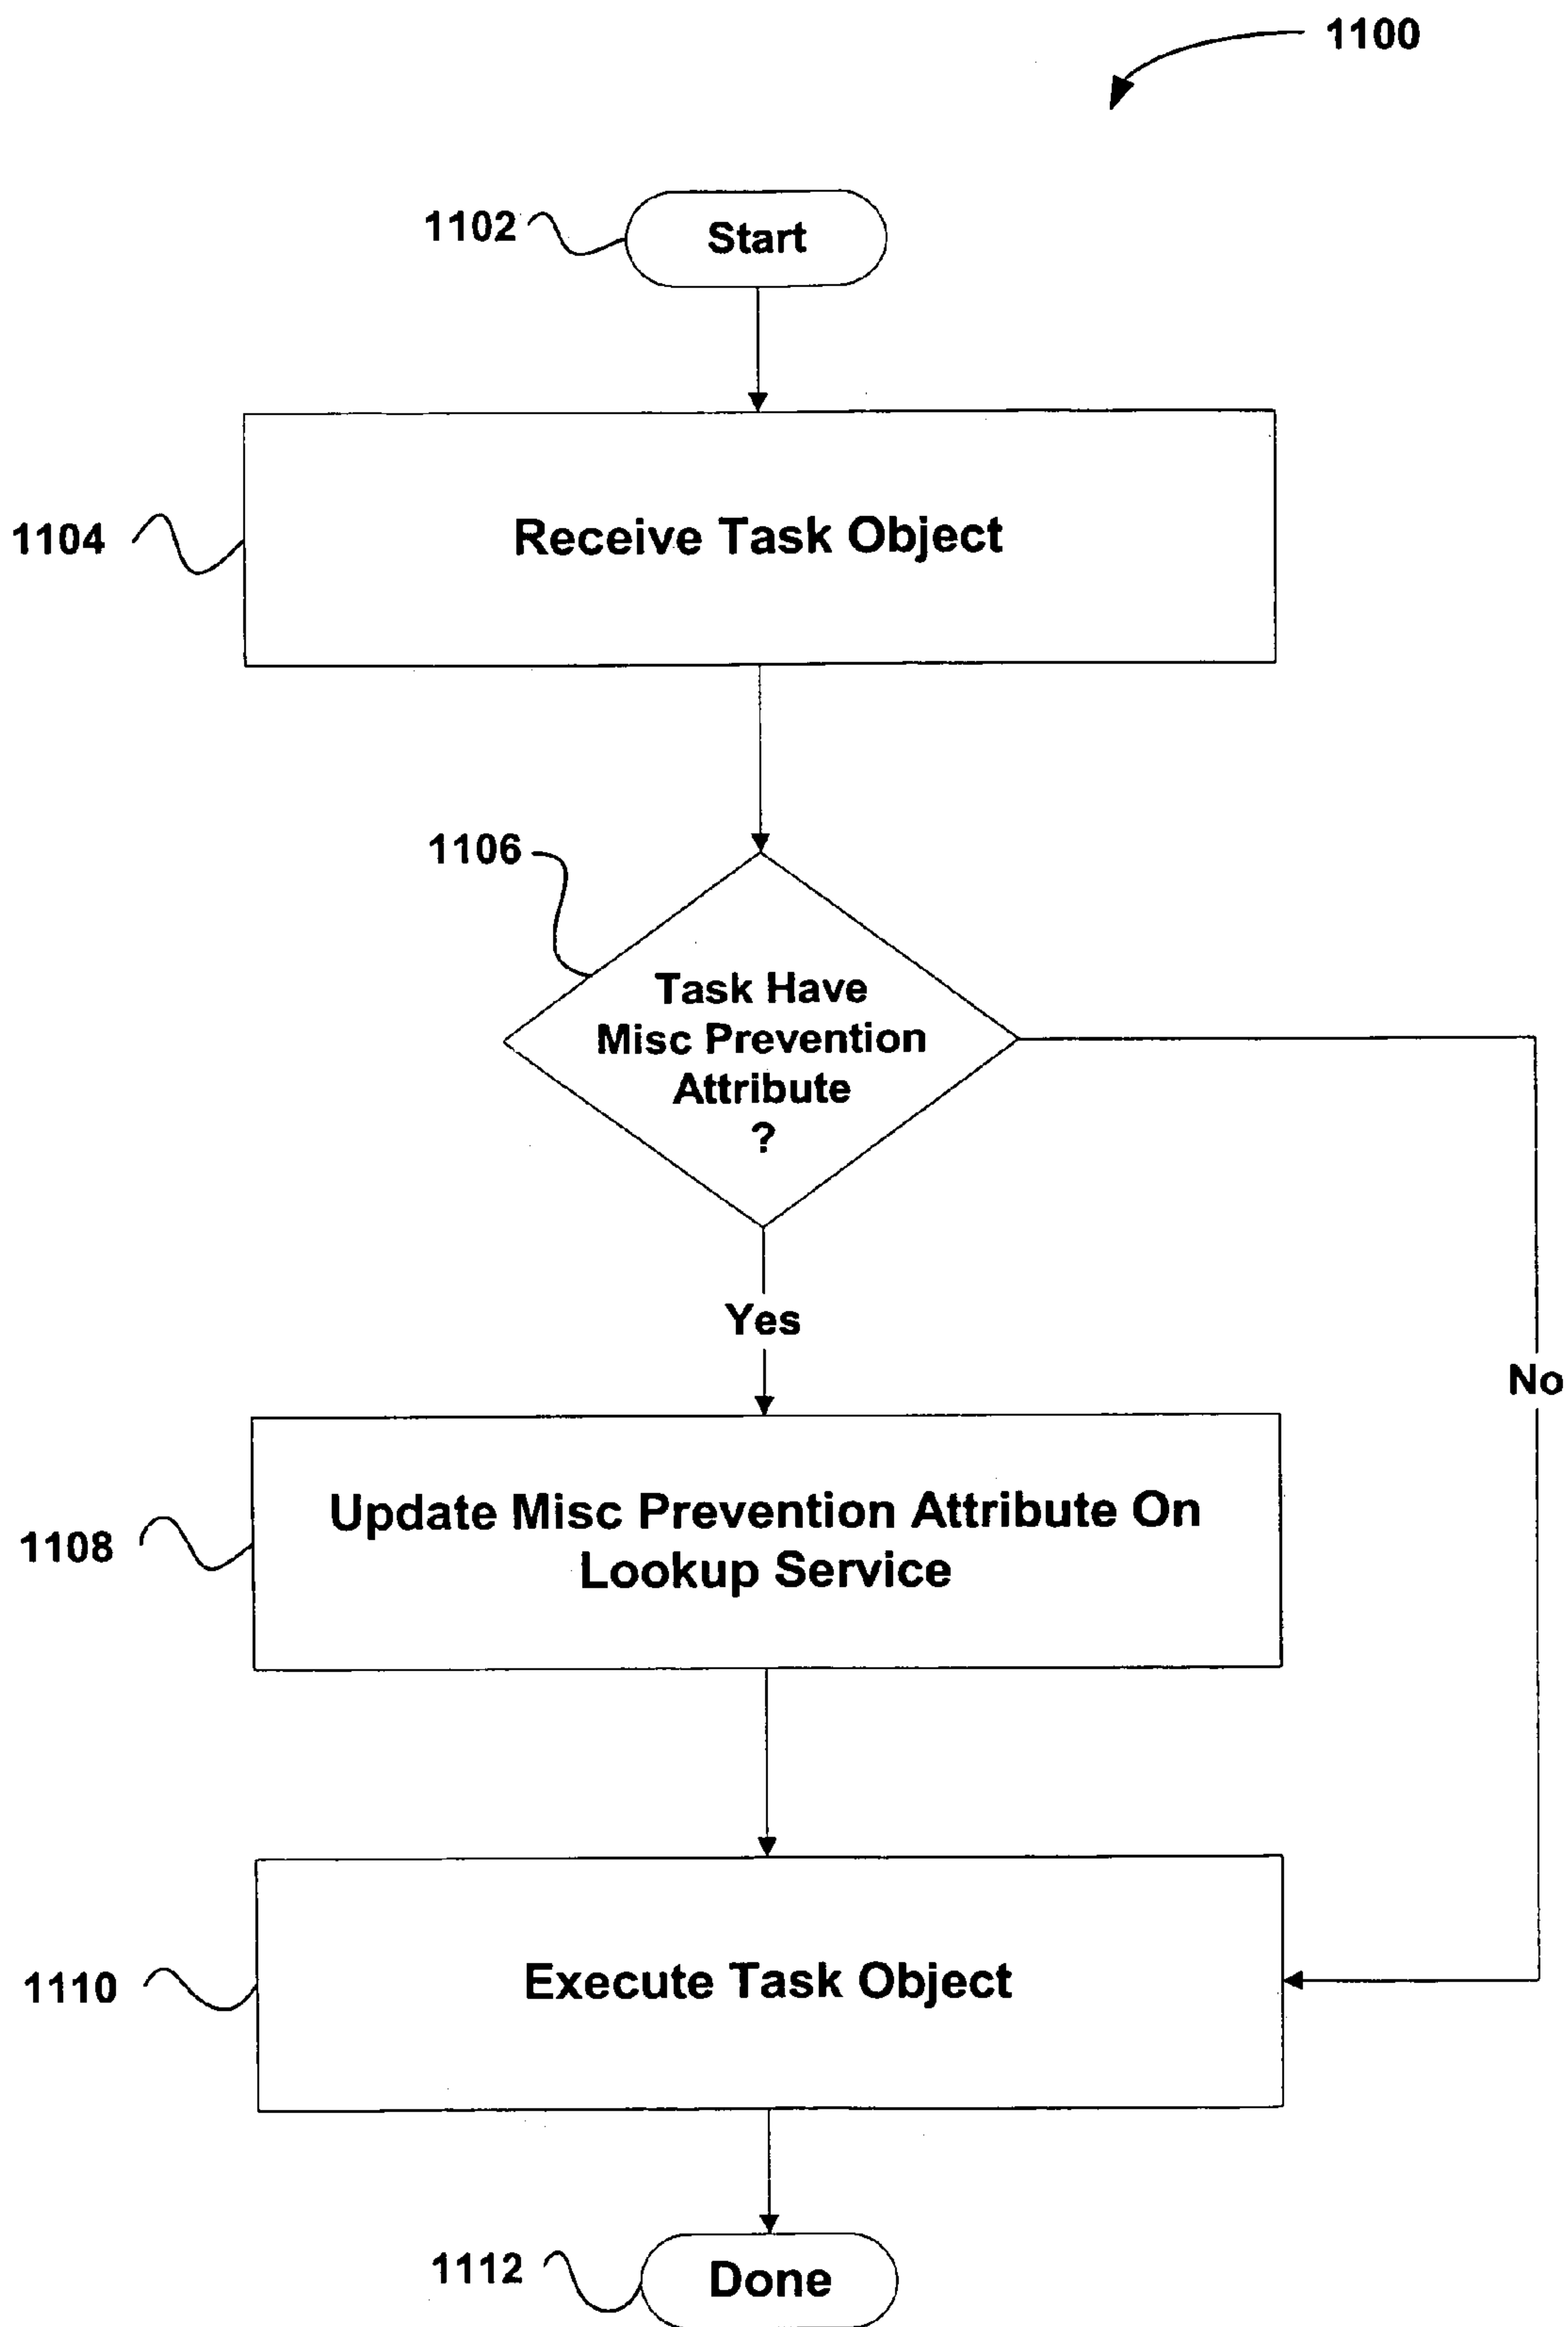 1100
1102
Start
1104
Receive Task Object
1106
Task Have
Misc Prevention
Attribute
?
Yes
No
1108
Update Misc Prevention Attribute On
Lookup Service
1110
Execute Task Object
1112
Done